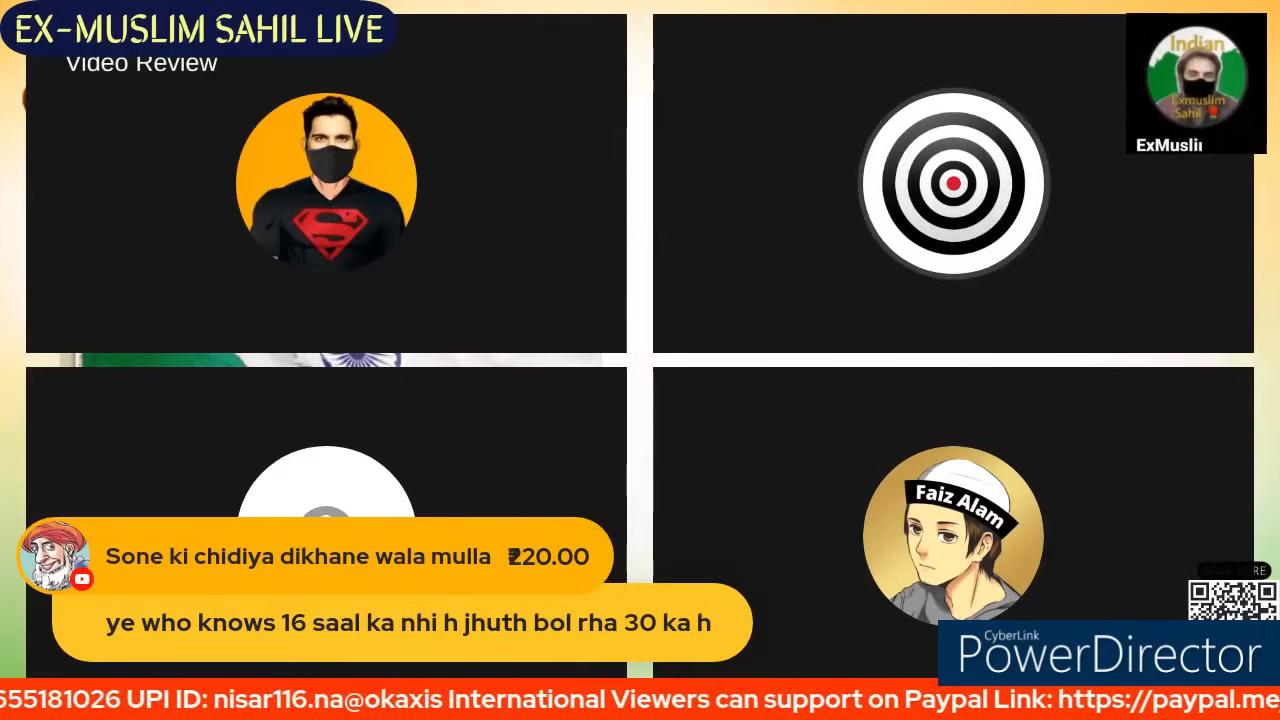 EX-MUSLIM SAHIL LIVE
Video Review
Indian
Exmuslim
Sahil
ExMuslim
Faiz Alam
Sone ki chidiya dikhane wala mulla ₹220.00
ye who knows 16 saal ka nhi h jhuth bol rha 30 ka h
CyberLink
PowerDirector
655181026 UPI ID: nisar116.na@okaxis International Viewers can support on Paypal Link: https://paypal.me/